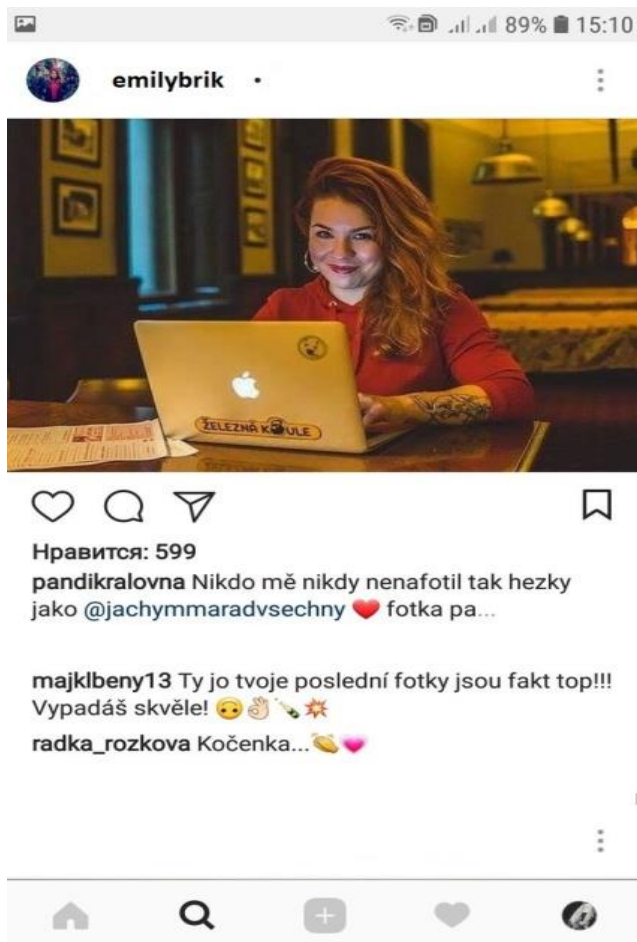 89% 15:10
emilybrik •
ŽELEZNÁ KOULE
Нравится: 599
pandikralovna Nikdo mě nikdy nenafotil tak hezky
jako @jachymmaradvsechny ❤️ fotka pa...
majklbeny13 Ty jo tvoje poslední fotky jsou fakt top!!!
Vypadáš skvěle! 🙃👌🏻🍾💥
radka_rozkova Kočenka...👏💗